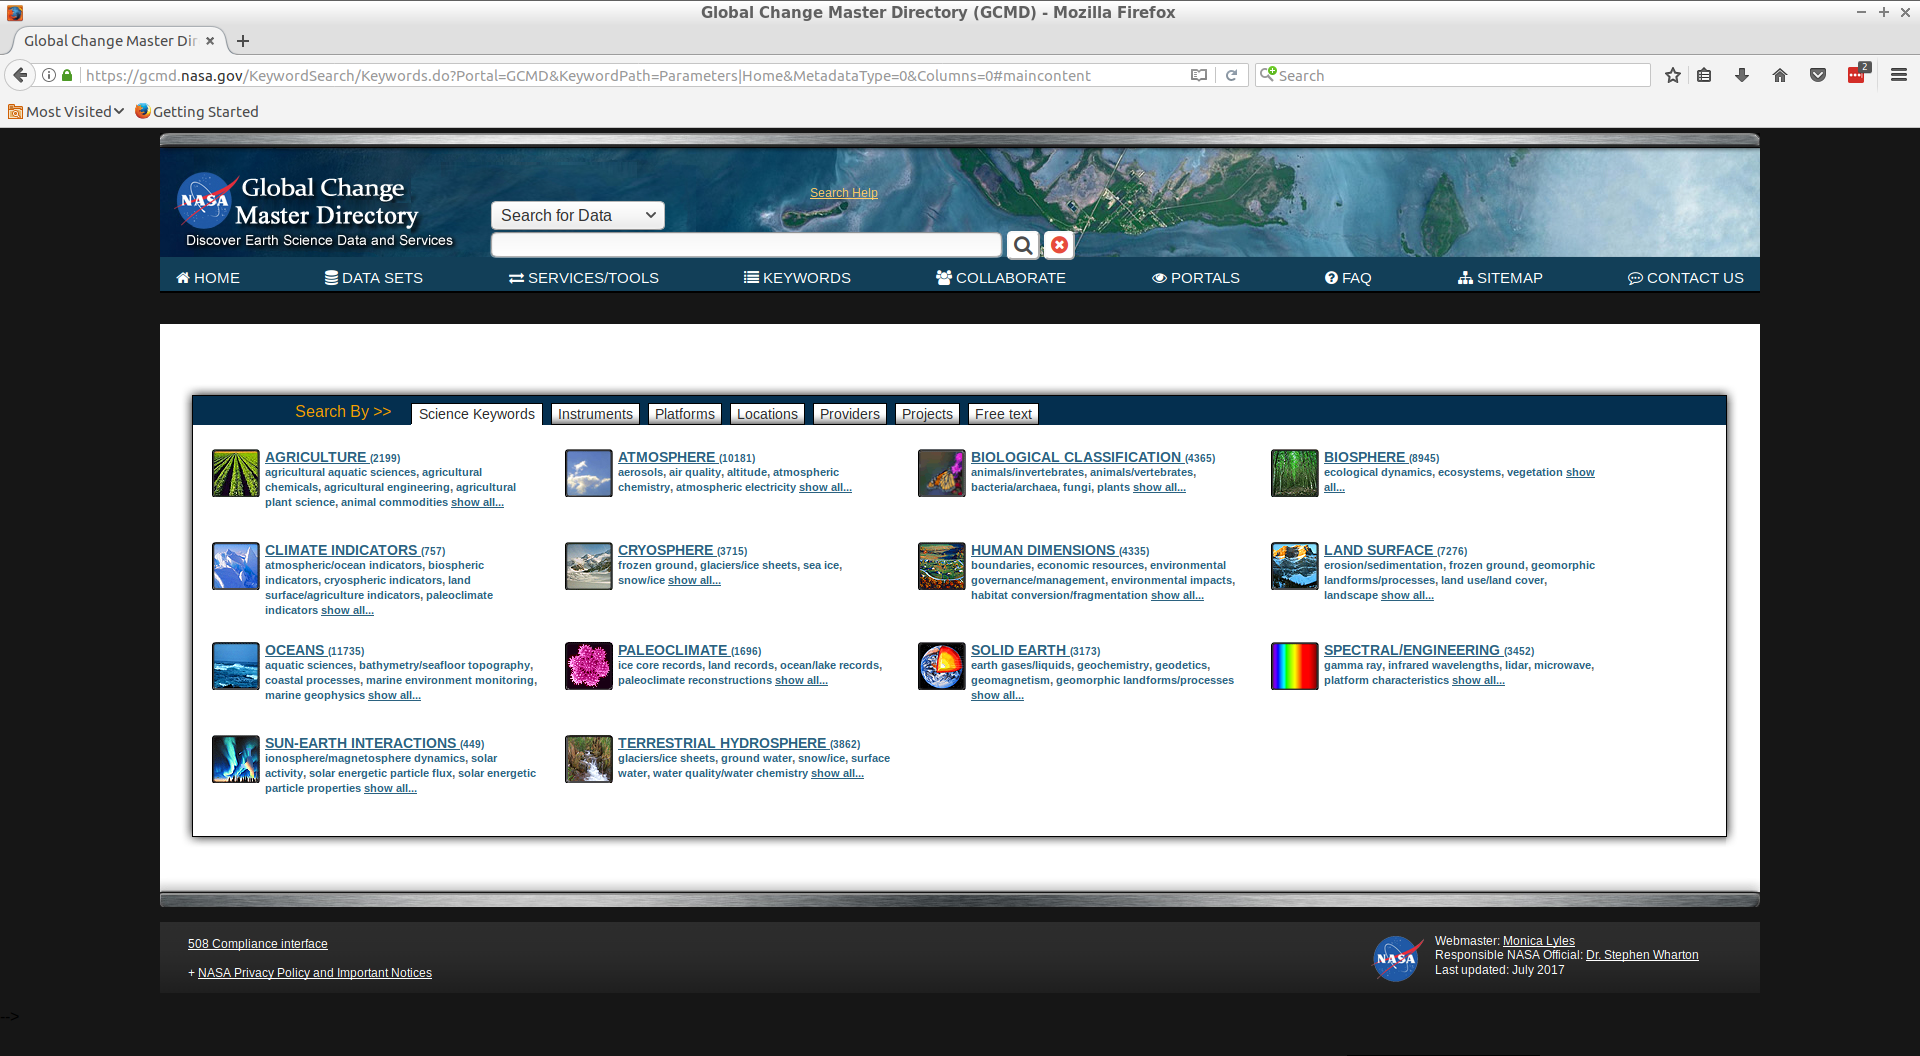 Global Change Master Directory (GCMD) - Mozilla Firefox
Global Change Master Dir
https://gcmd.nasa.gov/KeywordSearch/Keywords.do?Portal=GCMD&KeywordPath=Parameters|Home&MetadataType=0&Columns=0#maincontent
Search
2
Most Visited
Getting Started
NASA
Global Change
Master Directory
Discover Earth Science Data and Services
Search Help
Search for Data
HOME
DATA SETS
SERVICES/TOOLS
KEYWORDS
COLLABORATE
PORTALS
FAQ
SITEMAP
CONTACT US
Search By >>
Science Keywords
Instruments
Platforms
Locations
Providers
Projects
Free text
AGRICULTURE (2199)
agricultural aquatic sciences, agricultural
chemicals, agricultural engineering, agricultural
plant science, animal commodities show all...
ATMOSPHERE (10181)
aerosols, air quality, altitude, atmospheric
chemistry, atmospheric electricity show all...
BIOLOGICAL CLASSIFICATION (4365)
animals/invertebrates, animals/vertebrates,
bacteria/archaea, fungi, plants show all...
BIOSPHERE (8945)
ecological dynamics, ecosystems, vegetation show
all...
CLIMATE INDICATORS (757)
atmospheric/ocean indicators, biospheric
indicators, cryospheric indicators, land
surface/agriculture indicators, paleoclimate
indicators show all...
CRYOSPHERE (3715)
frozen ground, glaciers/ice sheets, sea ice,
snow/ice show all...
HUMAN DIMENSIONS (4335)
boundaries, economic resources, environmental
governance/management, environmental impacts,
habitat conversion/fragmentation show all...
LAND SURFACE (7276)
erosion/sedimentation, frozen ground, geomorphic
landforms/processes, land use/land cover,
landscape show all...
OCEANS (11735)
aquatic sciences, bathymetry/seafloor topography,
coastal processes, marine environment monitoring,
marine geophysics show all...
PALEOCLIMATE (1696)
ice core records, land records, ocean/lake records,
paleoclimate reconstructions show all...
SOLID EARTH (3173)
earth gases/liquids, geochemistry, geodetics,
geomagnetism, geomorphic landforms/processes
show all...
SPECTRAL/ENGINEERING (3452)
gamma ray, infrared wavelengths, lidar, microwave,
platform characteristics show all...
SUN-EARTH INTERACTIONS (449)
ionosphere/magnetosphere dynamics, solar
activity, solar energetic particle flux, solar energetic
particle properties show all...
TERRESTRIAL HYDROSPHERE (3862)
glaciers/ice sheets, ground water, snow/ice, surface
water, water quality/water chemistry show all...
508 Compliance interface
+ NASA Privacy Policy and Important Notices
NASA
Webmaster: Monica Lyles
Responsible NASA Official: Dr. Stephen Wharton
Last updated: July 2017
-->